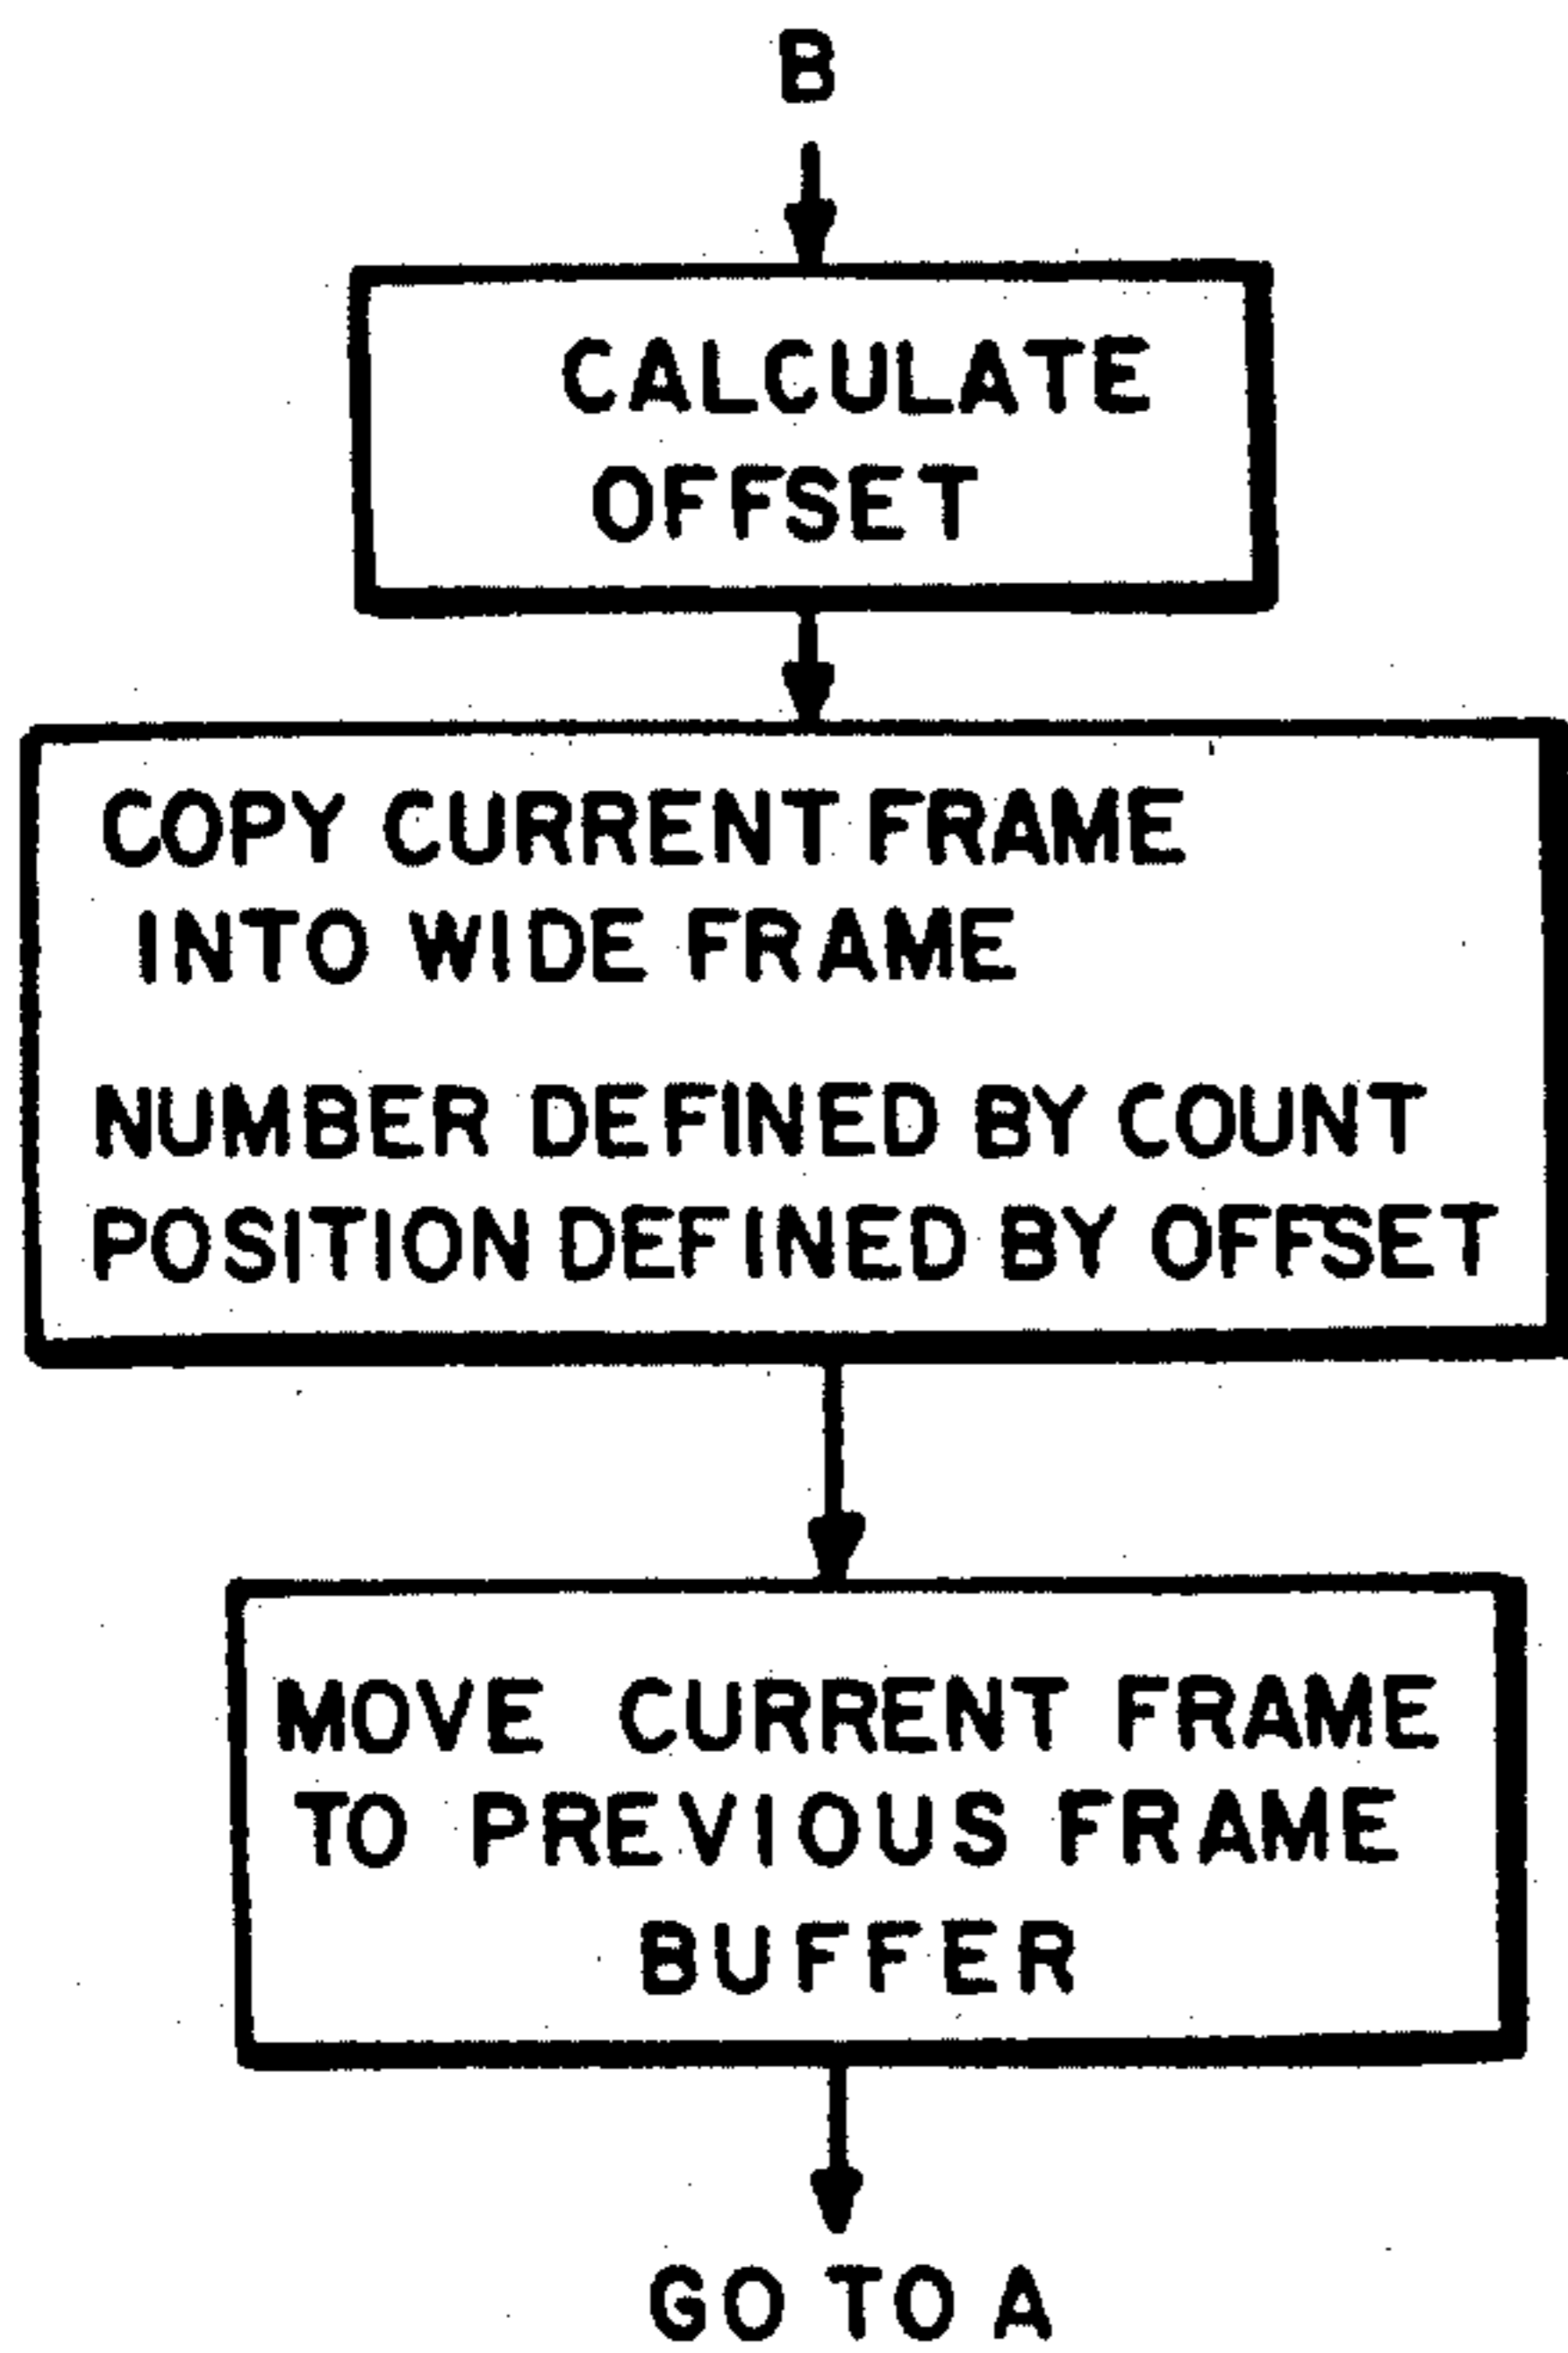 B
CALCULATE
OFFSET
COPY CURRENT FRAME
INTO WIDE FRAME
NUMBER DEFINED BY COUNT
POSITION DEFINED BY OFFSET
MOVE CURRENT FRAME
TO PREVIOUS FRAME
BUFFER
GO TO A